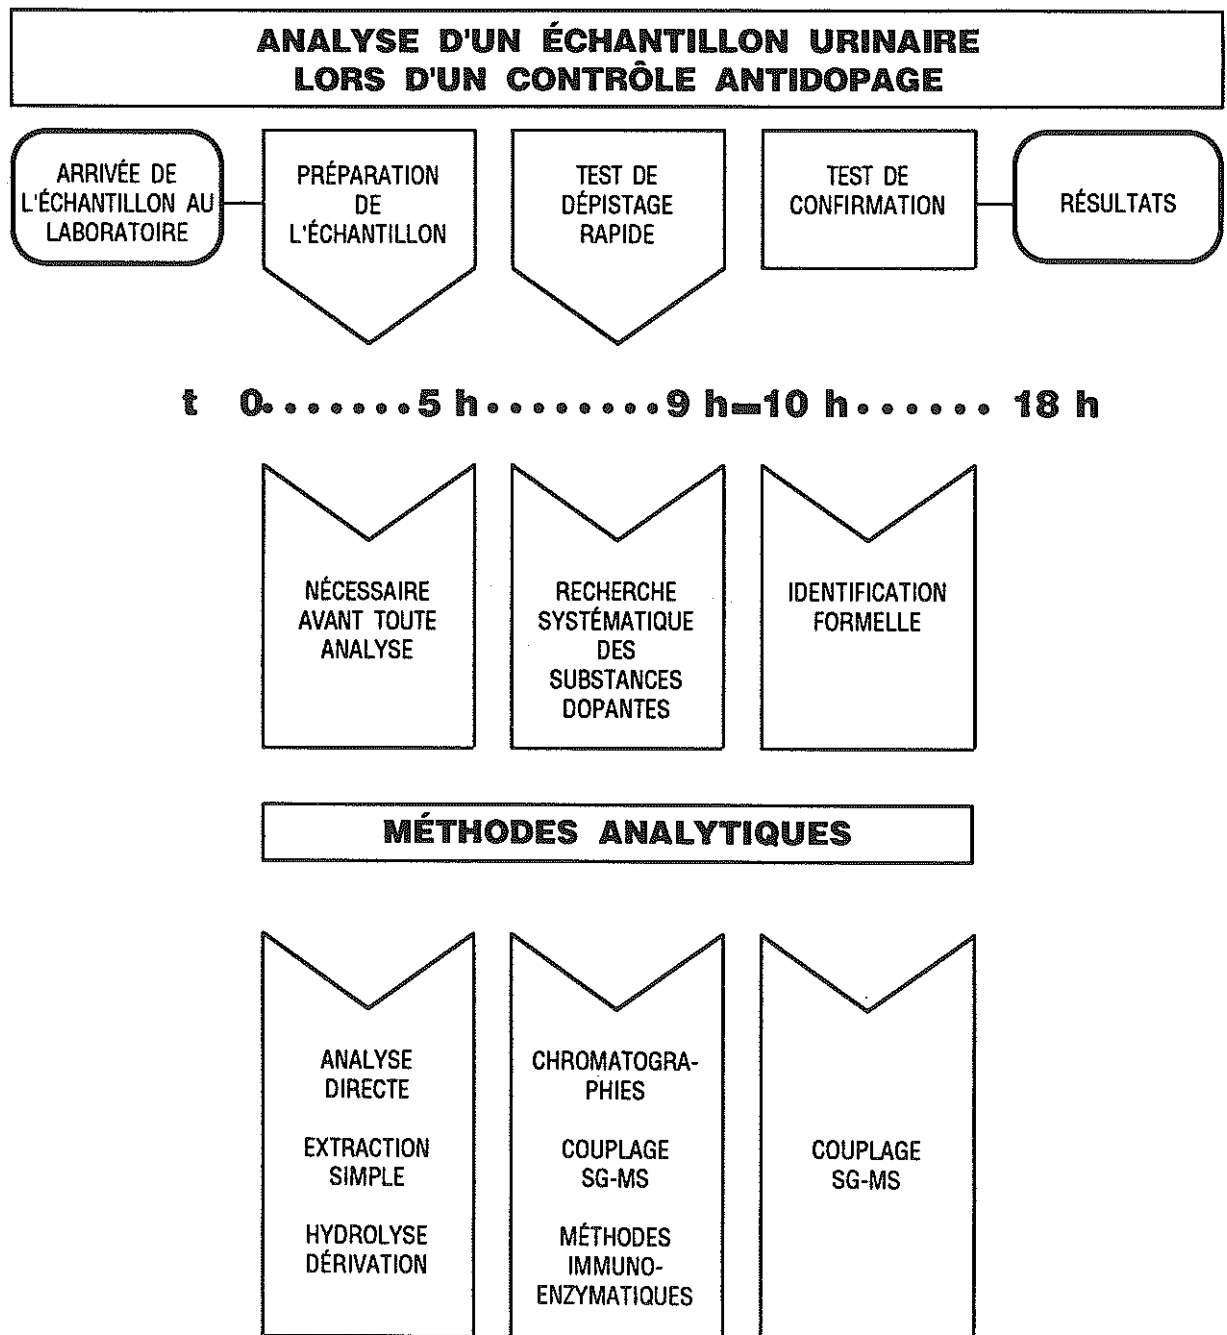 ANALYSE D'UN ÉCHANTILLON URINAIRE
LORS D'UN CONTRÔLE ANTIDOPAGE
ARRIVÉE DE
L'ÉCHANTILLON AU
LABORATOIRE
PRÉPARATION
DE
L'ÉCHANTILLON
TEST DE
DÉPISTAGE
RAPIDE
TEST DE
CONFIRMATION
RÉSULTATS
t 0.......5 h........9 h-10 h...... 18 h
NÉCESSAIRE
AVANT TOUTE
ANALYSE
RECHERCHE
SYSTÉMATIQUE
DES
SUBSTANCES
DOPANTES
IDENTIFICATION
FORMELLE
MÉTHODES ANALYTIQUES
ANALYSE
DIRECTE
EXTRACTION
SIMPLE
HYDROLYSE
DÉRIVATION
CHROMATOGRA-
PHIES
COUPLAGE
SG-MS
MÉTHODES
IMMUNO-
ENZYMATIQUES
COUPLAGE
SG-MS